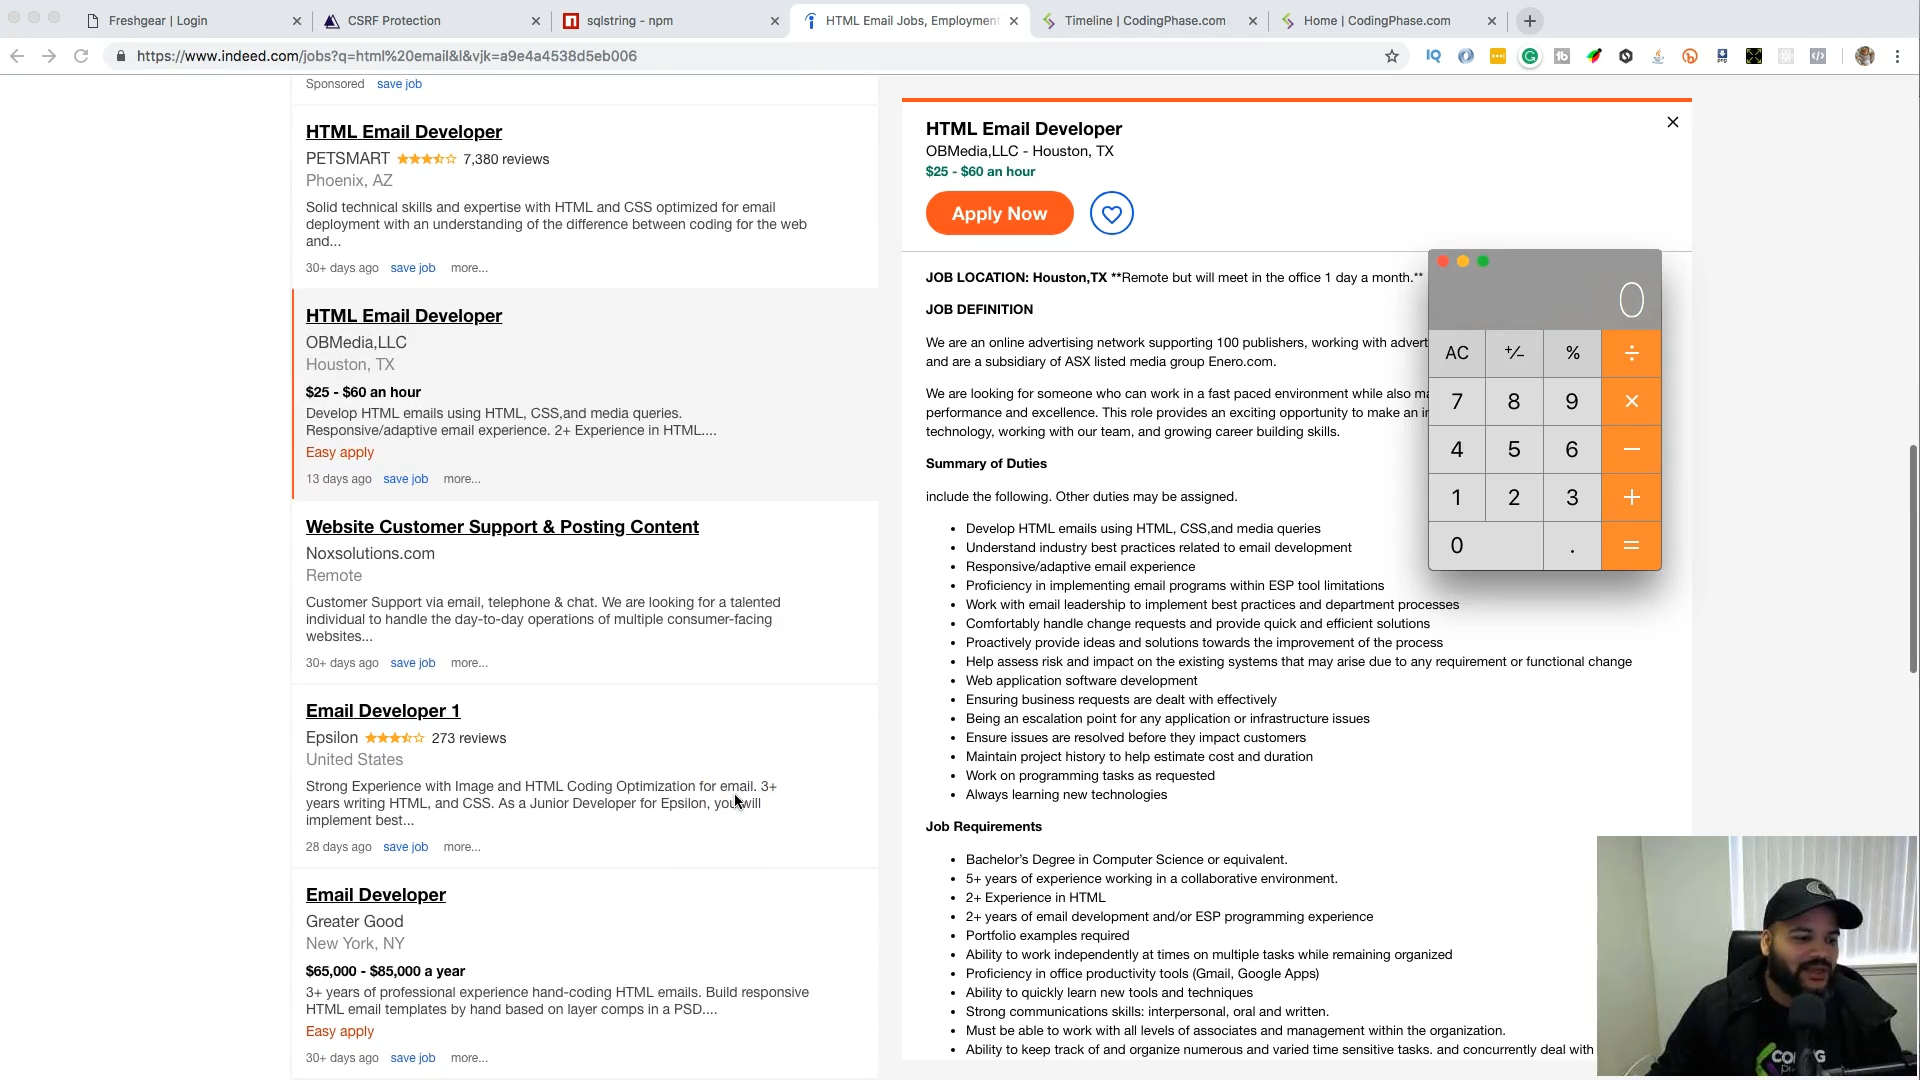 Freshgear | Login
CSRF Protection
sqlstring - npm
HTML Email Jobs, Employmen
Timeline | CodingPhase.com
Home | CodingPhase.com
https://www.indeed.com/jobs?q=html%20email&l&vjk=a9e4a4538d5eb006
Sponsored save job
HTML Email Developer
PETSMART 7,380 reviews
Phoenix, AZ
Solid technical skills and expertise with HTML and CSS optimized for email
deployment with an understanding of the difference between coding for the web
and...
30+ days ago save job more...
HTML Email Developer
OBMedia,LLC
Houston, TX
$25 - $60 an hour
Develop HTML emails using HTML, CSS,and media queries.
Responsive/adaptive email experience. 2+ Experience in HTML....
Easy apply
13 days ago save job more...
Website Customer Support & Posting Content
Noxsolutions.com
Remote
Customer Support via email, telephone & chat. We are looking for a talented
individual to handle the day-to-day operations of multiple consumer-facing
websites...
30+ days ago save job more...
Email Developer 1
Epsilon 273 reviews
United States
Strong Experience with Image and HTML Coding Optimization for email. 3+
years writing HTML, and CSS. As a Junior Developer for Epsilon, you will
implement best...
28 days ago save job more...
Email Developer
Greater Good
New York, NY
$65,000 - $85,000 a year
3+ years of professional experience hand-coding HTML emails. Build responsive
HTML email templates by hand based on layer comps in a PSD....
Easy apply
30+ days ago save job more...
HTML Email Developer
OBMedia,LLC - Houston, TX
$25 - $60 an hour
Apply Now
JOB LOCATION: Houston,TX **Remote but will meet in the office 1 day a month.**
JOB DEFINITION
We are an online advertising network supporting 100 publishers, working with advert
and are a subsidiary of ASX listed media group Enero.com.
We are looking for someone who can work in a fast paced environment while also ma
performance and excellence. This role provides an exciting opportunity to make an
technology, working with our team, and growing career building skills.
Summary of Duties
include the following. Other duties may be assigned.
• Develop HTML emails using HTML, CSS,and media queries
• Understand industry best practices related to email development
• Responsive/adaptive email experience
• Proficiency in implementing email programs within ESP tool limitations
• Work with email leadership to implement best practices and department processes
• Comfortably handle change requests and provide quick and efficient solutions
• Proactively provide ideas and solutions towards the improvement of the process
• Help assess risk and impact on the existing systems that may arise due to any requirement or functional change
• Web application software development
• Ensuring business requests are dealt with effectively
• Being an escalation point for any application or infrastructure issues
• Ensure issues are resolved before they impact customers
• Maintain project history to help estimate cost and duration
• Work on programming tasks as requested
• Always learning new technologies
Job Requirements
• Bachelor's Degree in Computer Science or equivalent.
• 5+ years of experience working in a collaborative environment.
• 2+ Experience in HTML
• 2+ years of email development and/or ESP programming experience
• Portfolio examples required
• Ability to work independently at times on multiple tasks while remaining organized
• Proficiency in office productivity tools (Gmail, Google Apps)
• Ability to quickly learn new tools and techniques
• Strong communications skills: interpersonal, oral and written.
• Must be able to work with all levels of associates and management within the organization.
• Ability to keep track of and organize numerous and varied time sensitive tasks. and concurrently deal with
0
AC +/− % ÷
7 8 9 ×
4 5 6 −
1 2 3 +
0 . =